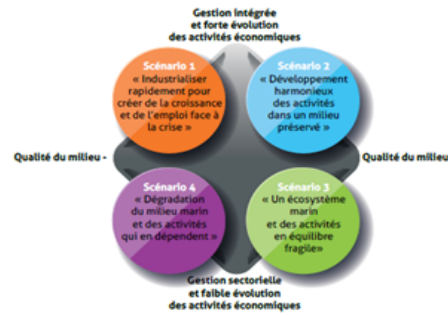 Gestion intégrée
et forte évolution
des activités économiques
Scénario 1
« Industrialiser
rapidement pour
créer de la croissance
et de l'emploi face à
la crise »
Scénario 2
« Développement
harmonieux
des activités
dans un milieu
préservé »
Qualité du milieu -
Qualité du milieu
Scénario 4
« Dégradation
du milieu marin
et des activités
qui en dépendent »
Scénario 3
« Un écosystème
marin
et des activités
en équilibre
fragile»
Gestion sectorielle
et faible évolution
des activités économiques